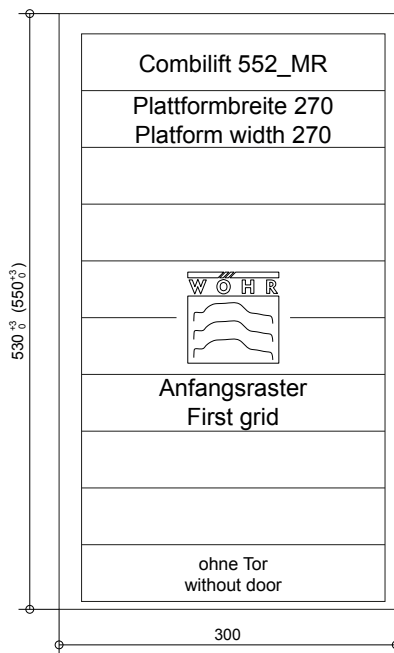 Combilift 552_MR
Plattformbreite 270
Platform width 270
530 +3 0 (550 +3 0)
WÖHR
Anfangsraster
First grid
ohne Tor
without door
300